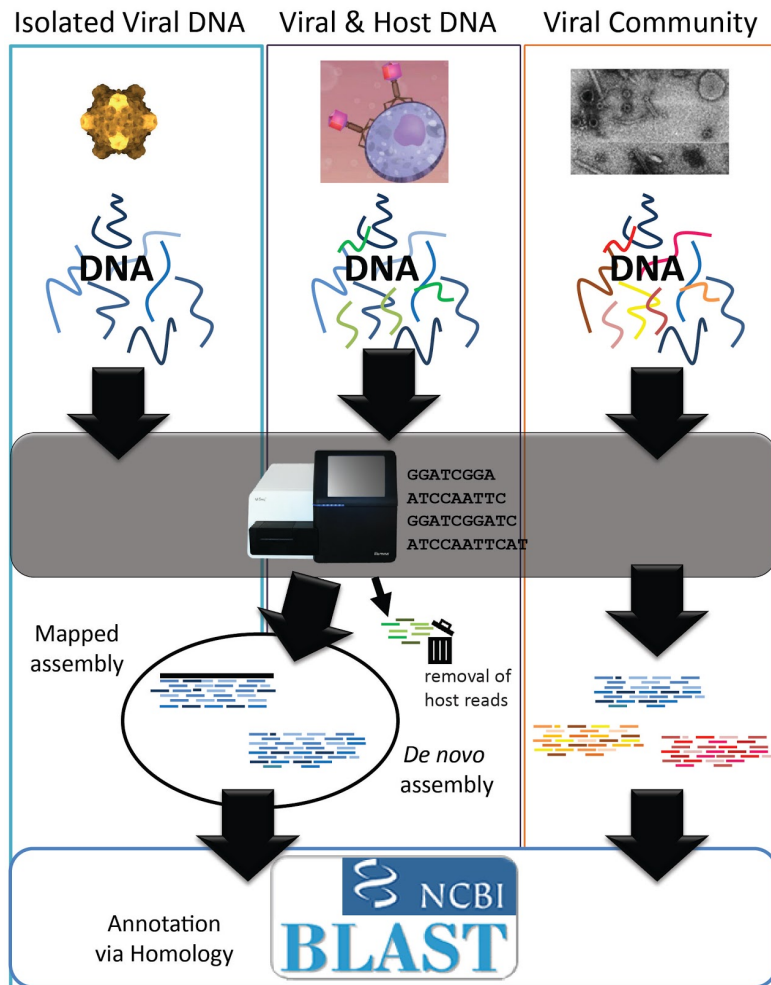 Isolated Viral DNA
Viral & Host DNA
Viral Community
DNA
DNA
DNA
GGATCGGA
ATCCAATTC
GGATCGGATC
ATCCAATTCAT
Mapped
assembly
removal of
host reads
De novo
assembly
Annotation
via Homology
NCBI
BLAST